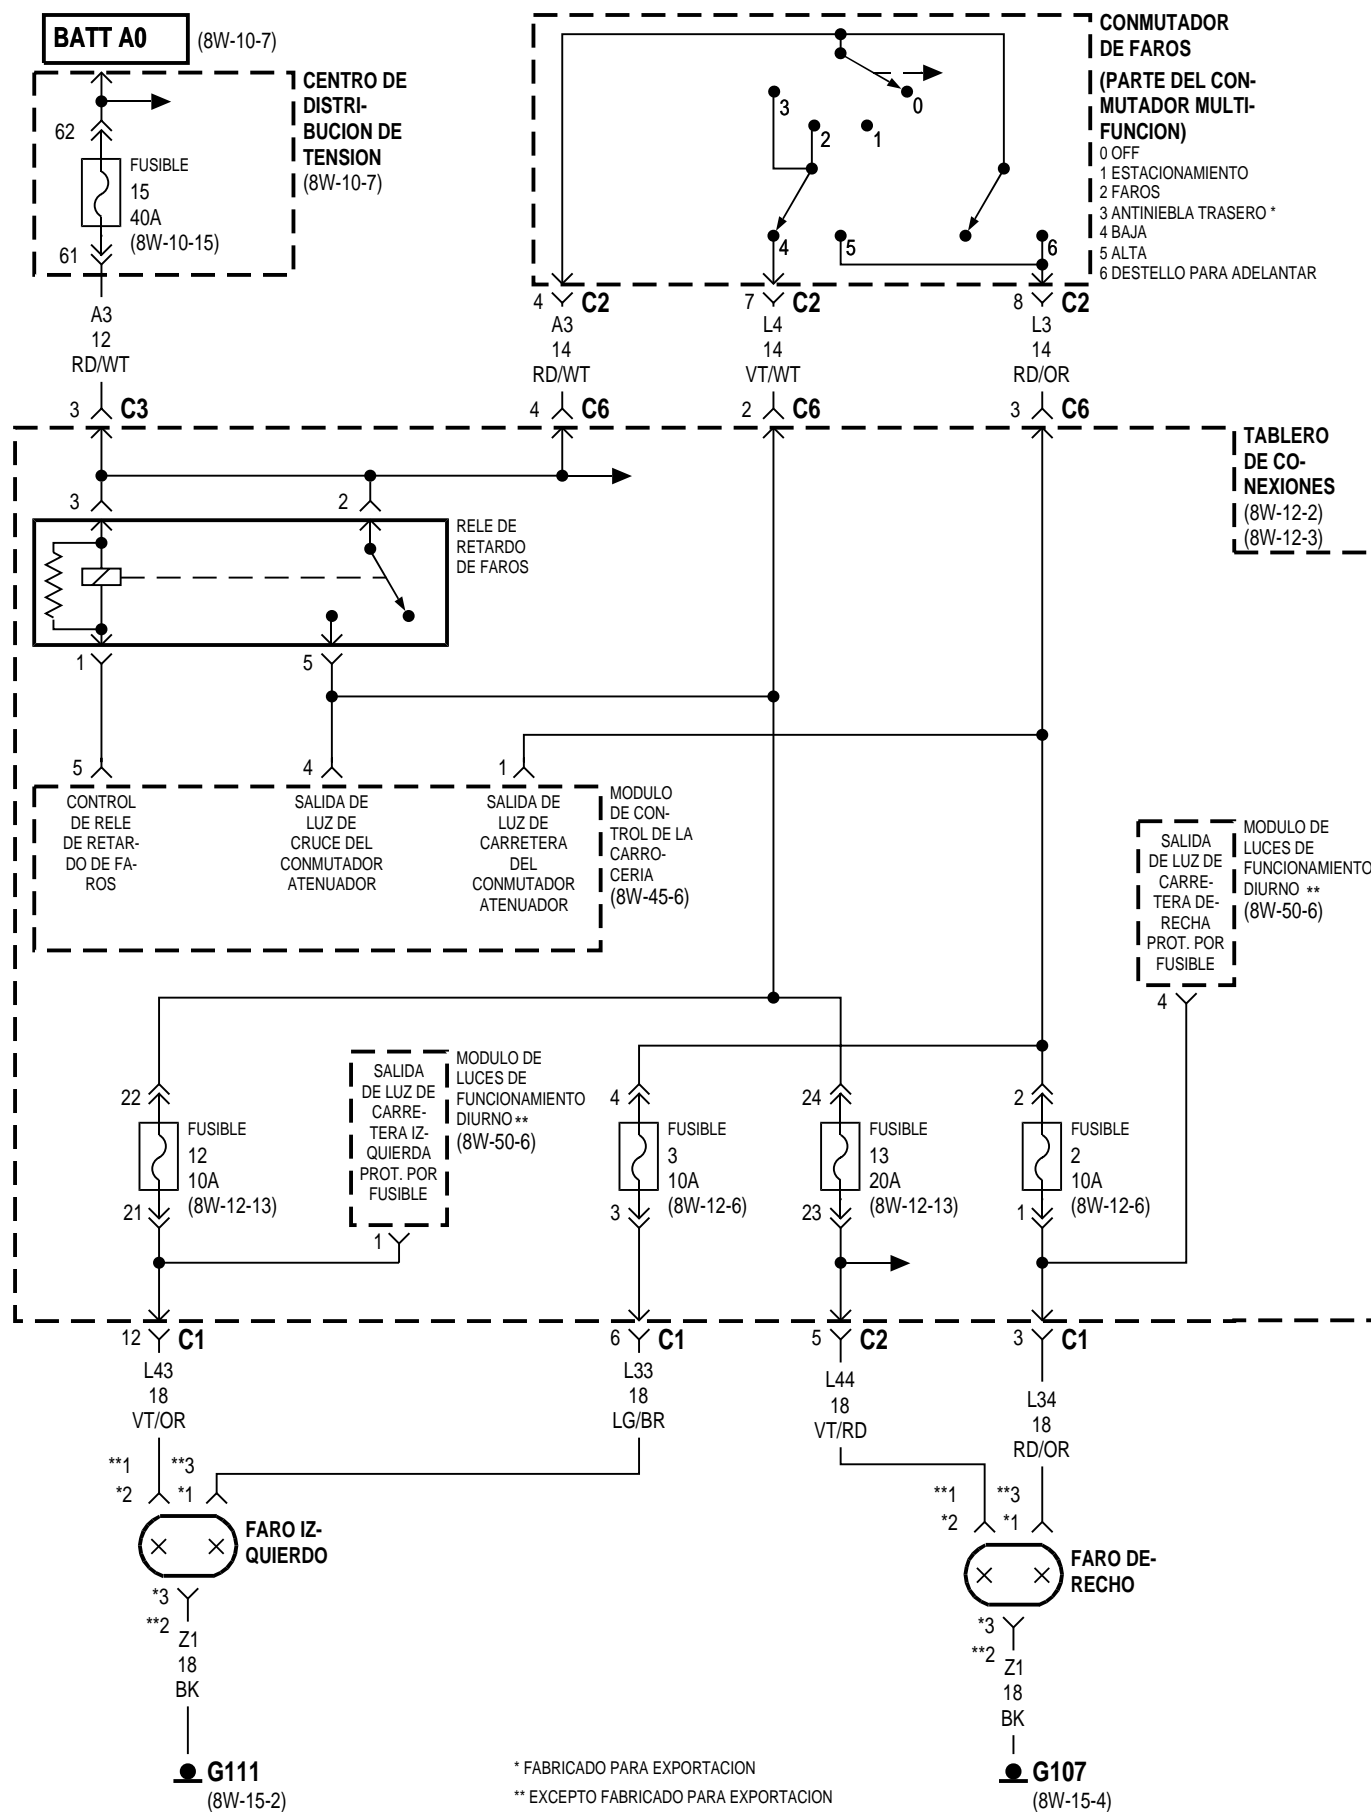 BATT A0
(8W-10-7)
CENTRO DE
DISTRI-
BUCION DE
TENSION
(8W-10-7)
62
FUSIBLE
15
40A
(8W-10-15)
61
A3
12
RD/WT
3
C3
CONMUTADOR
DE FAROS
(PARTE DEL CON-
MUTADOR MULTI-
FUNCION)
0 OFF
1 ESTACIONAMIENTO
2 FAROS
3 ANTINIEBLA TRASERO *
4 BAJA
5 ALTA
6 DESTELLO PARA ADELANTAR
0
3
2
1
4
5
6
4
C2
7
C2
8
C2
A3
14
RD/WT
L4
14
VT/WT
L3
14
RD/OR
4
C6
2
C6
3
C6
TABLERO
DE CO-
NEXIONES
(8W-12-2)
(8W-12-3)
3
2
RELE DE
RETARDO
DE FAROS
1
5
5
4
1
CONTROL
DE RELE
DE RETAR-
DO DE FA-
ROS
SALIDA DE
LUZ DE
CRUCE DEL
CONMUTADOR
ATENUADOR
SALIDA DE
LUZ DE
CARRETERA
DEL
CONMUTADOR
ATENUADOR
MODULO
DE CON-
TROL DE LA
CARRO-
CERIA
(8W-45-6)
SALIDA
DE LUZ DE
CARRE-
TERA DE-
RECHA
PROT. POR
FUSIBLE
MODULO DE
LUCES DE
FUNCIONAMIENTO
DIURNO **
(8W-50-6)
4
SALIDA
DE LUZ DE
CARRE-
TERA IZ-
QUIERDA
PROT. POR
FUSIBLE
MODULO DE
LUCES DE
FUNCIONAMIENTO
DIURNO **
(8W-50-6)
1
22
FUSIBLE
12
10A
(8W-12-13)
21
4
FUSIBLE
3
10A
(8W-12-6)
3
24
FUSIBLE
13
20A
(8W-12-13)
23
2
FUSIBLE
2
10A
(8W-12-6)
1
12
C1
6
C1
5
C2
3
C1
L43
18
VT/OR
L33
18
LG/BR
L44
18
VT/RD
L34
18
RD/OR
**1
**3
*2
*1
FARO IZ-
QUIERDO
*3
**2
Z1
18
BK
G111
(8W-15-2)
**1
**3
*2
*1
FARO DE-
RECHO
*3
**2
Z1
18
BK
G107
(8W-15-4)
* FABRICADO PARA EXPORTACION
** EXCEPTO FABRICADO PARA EXPORTACION